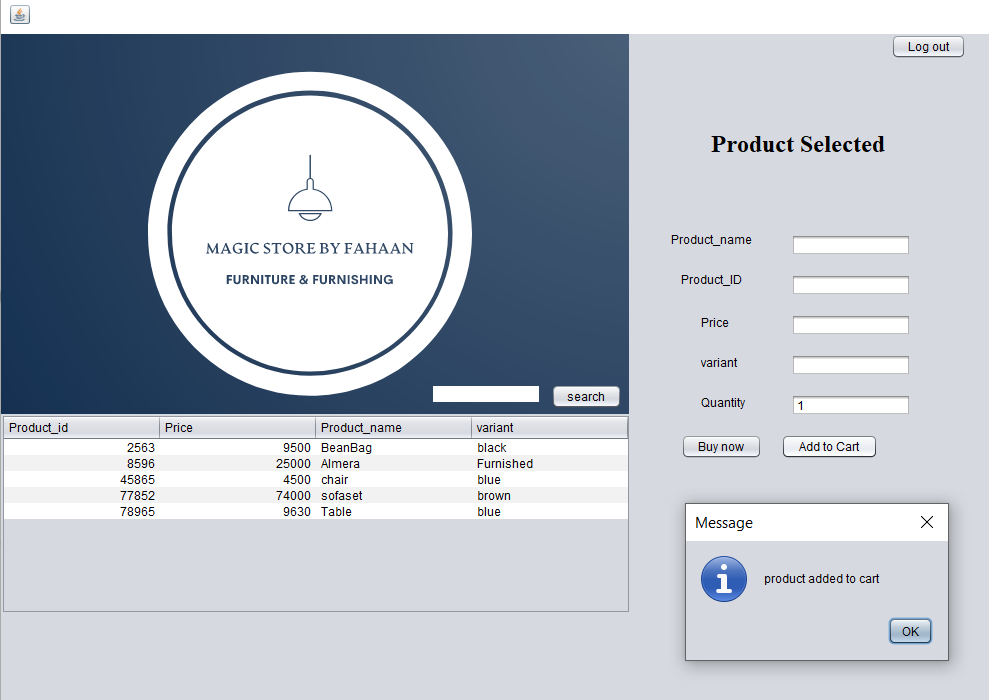 Log out
MAGIC STORE BY FAHAAN
FURNITURE & FURNISHING
search
Product_id Price Product_name variant
2563 9500 BeanBag black
8596 25000 Almera Furnished
45865 4500 chair blue
77852 74000 sofaset brown
78965 9630 Table blue
Product Selected
Product_name
Product_ID
Price
variant
Quantity 1
Buy now Add to Cart
Message
product added to cart
OK